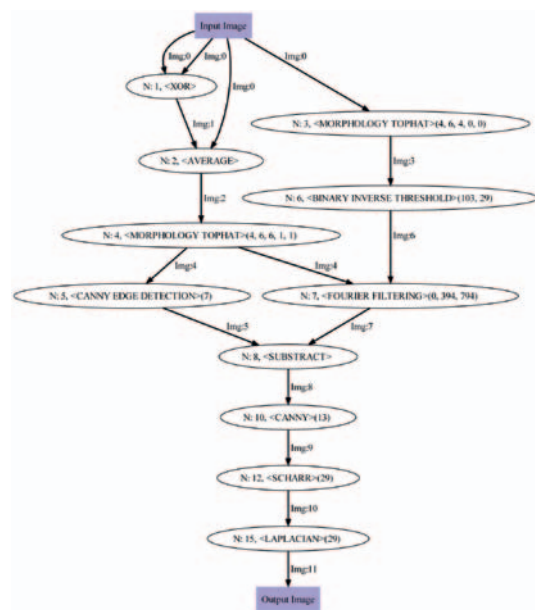 Input Image
Img:0
Img:0
Img:0
Img:0
N: 1, <XOR>
Img:1
N: 3, <MORPHOLOGY TOPHAT>(4, 6, 4, 0, 0)
N: 2, <AVERAGE>
Img:3
Img:2
N: 6, <BINARY INVERSE THRESHOLD>(103, 29)
N: 4, <MORPHOLOGY TOPHAT>(4, 6, 6, 1, 1)
Img:6
Img:4
Img:4
N: 5, <CANNY EDGE DETECTION>(7)
N: 7, <FOURIER FILTERING>(0, 394, 794)
Img:5
Img:7
N: 8, <SUBSTRACT>
Img:8
N: 10, <CANNY>(13)
Img:9
N: 12, <SCHARR>(29)
Img:10
N: 15, <LAPLACIAN>(29)
Img:11
Output Image